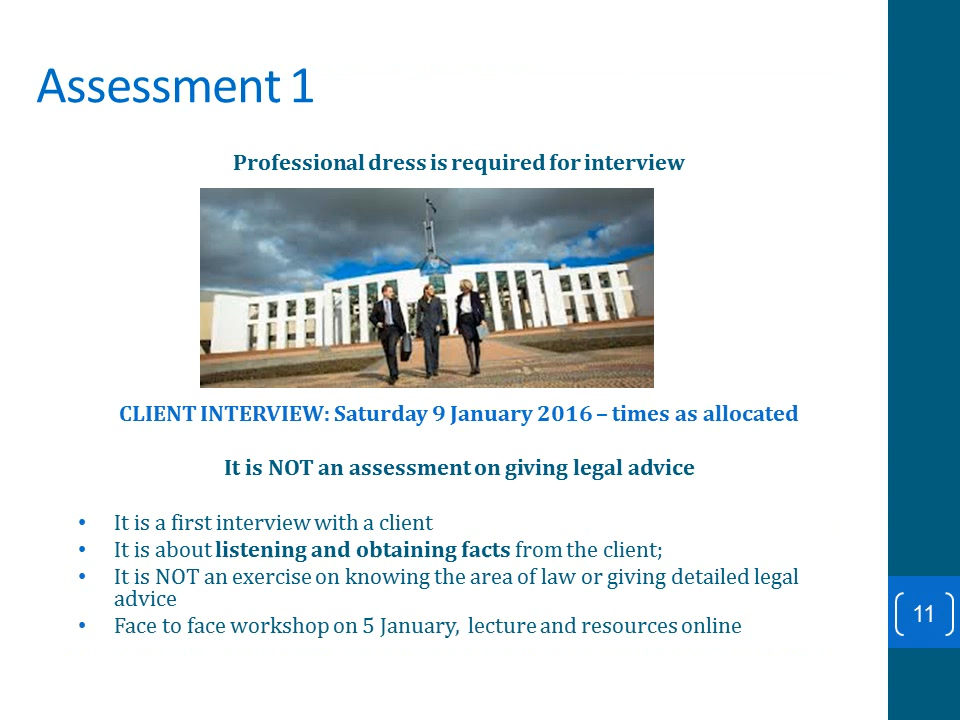 Assessment 1
Professional dress is required for interview
CLIENT INTERVIEW: Saturday 9 January 2016 – times as allocated
It is NOT an assessment on giving legal advice
• It is a first interview with a client
• It is about listening and obtaining facts from the client;
• It is NOT an exercise on knowing the area of law or giving detailed legal
advice
• Face to face workshop on 5 January, lecture and resources online
11